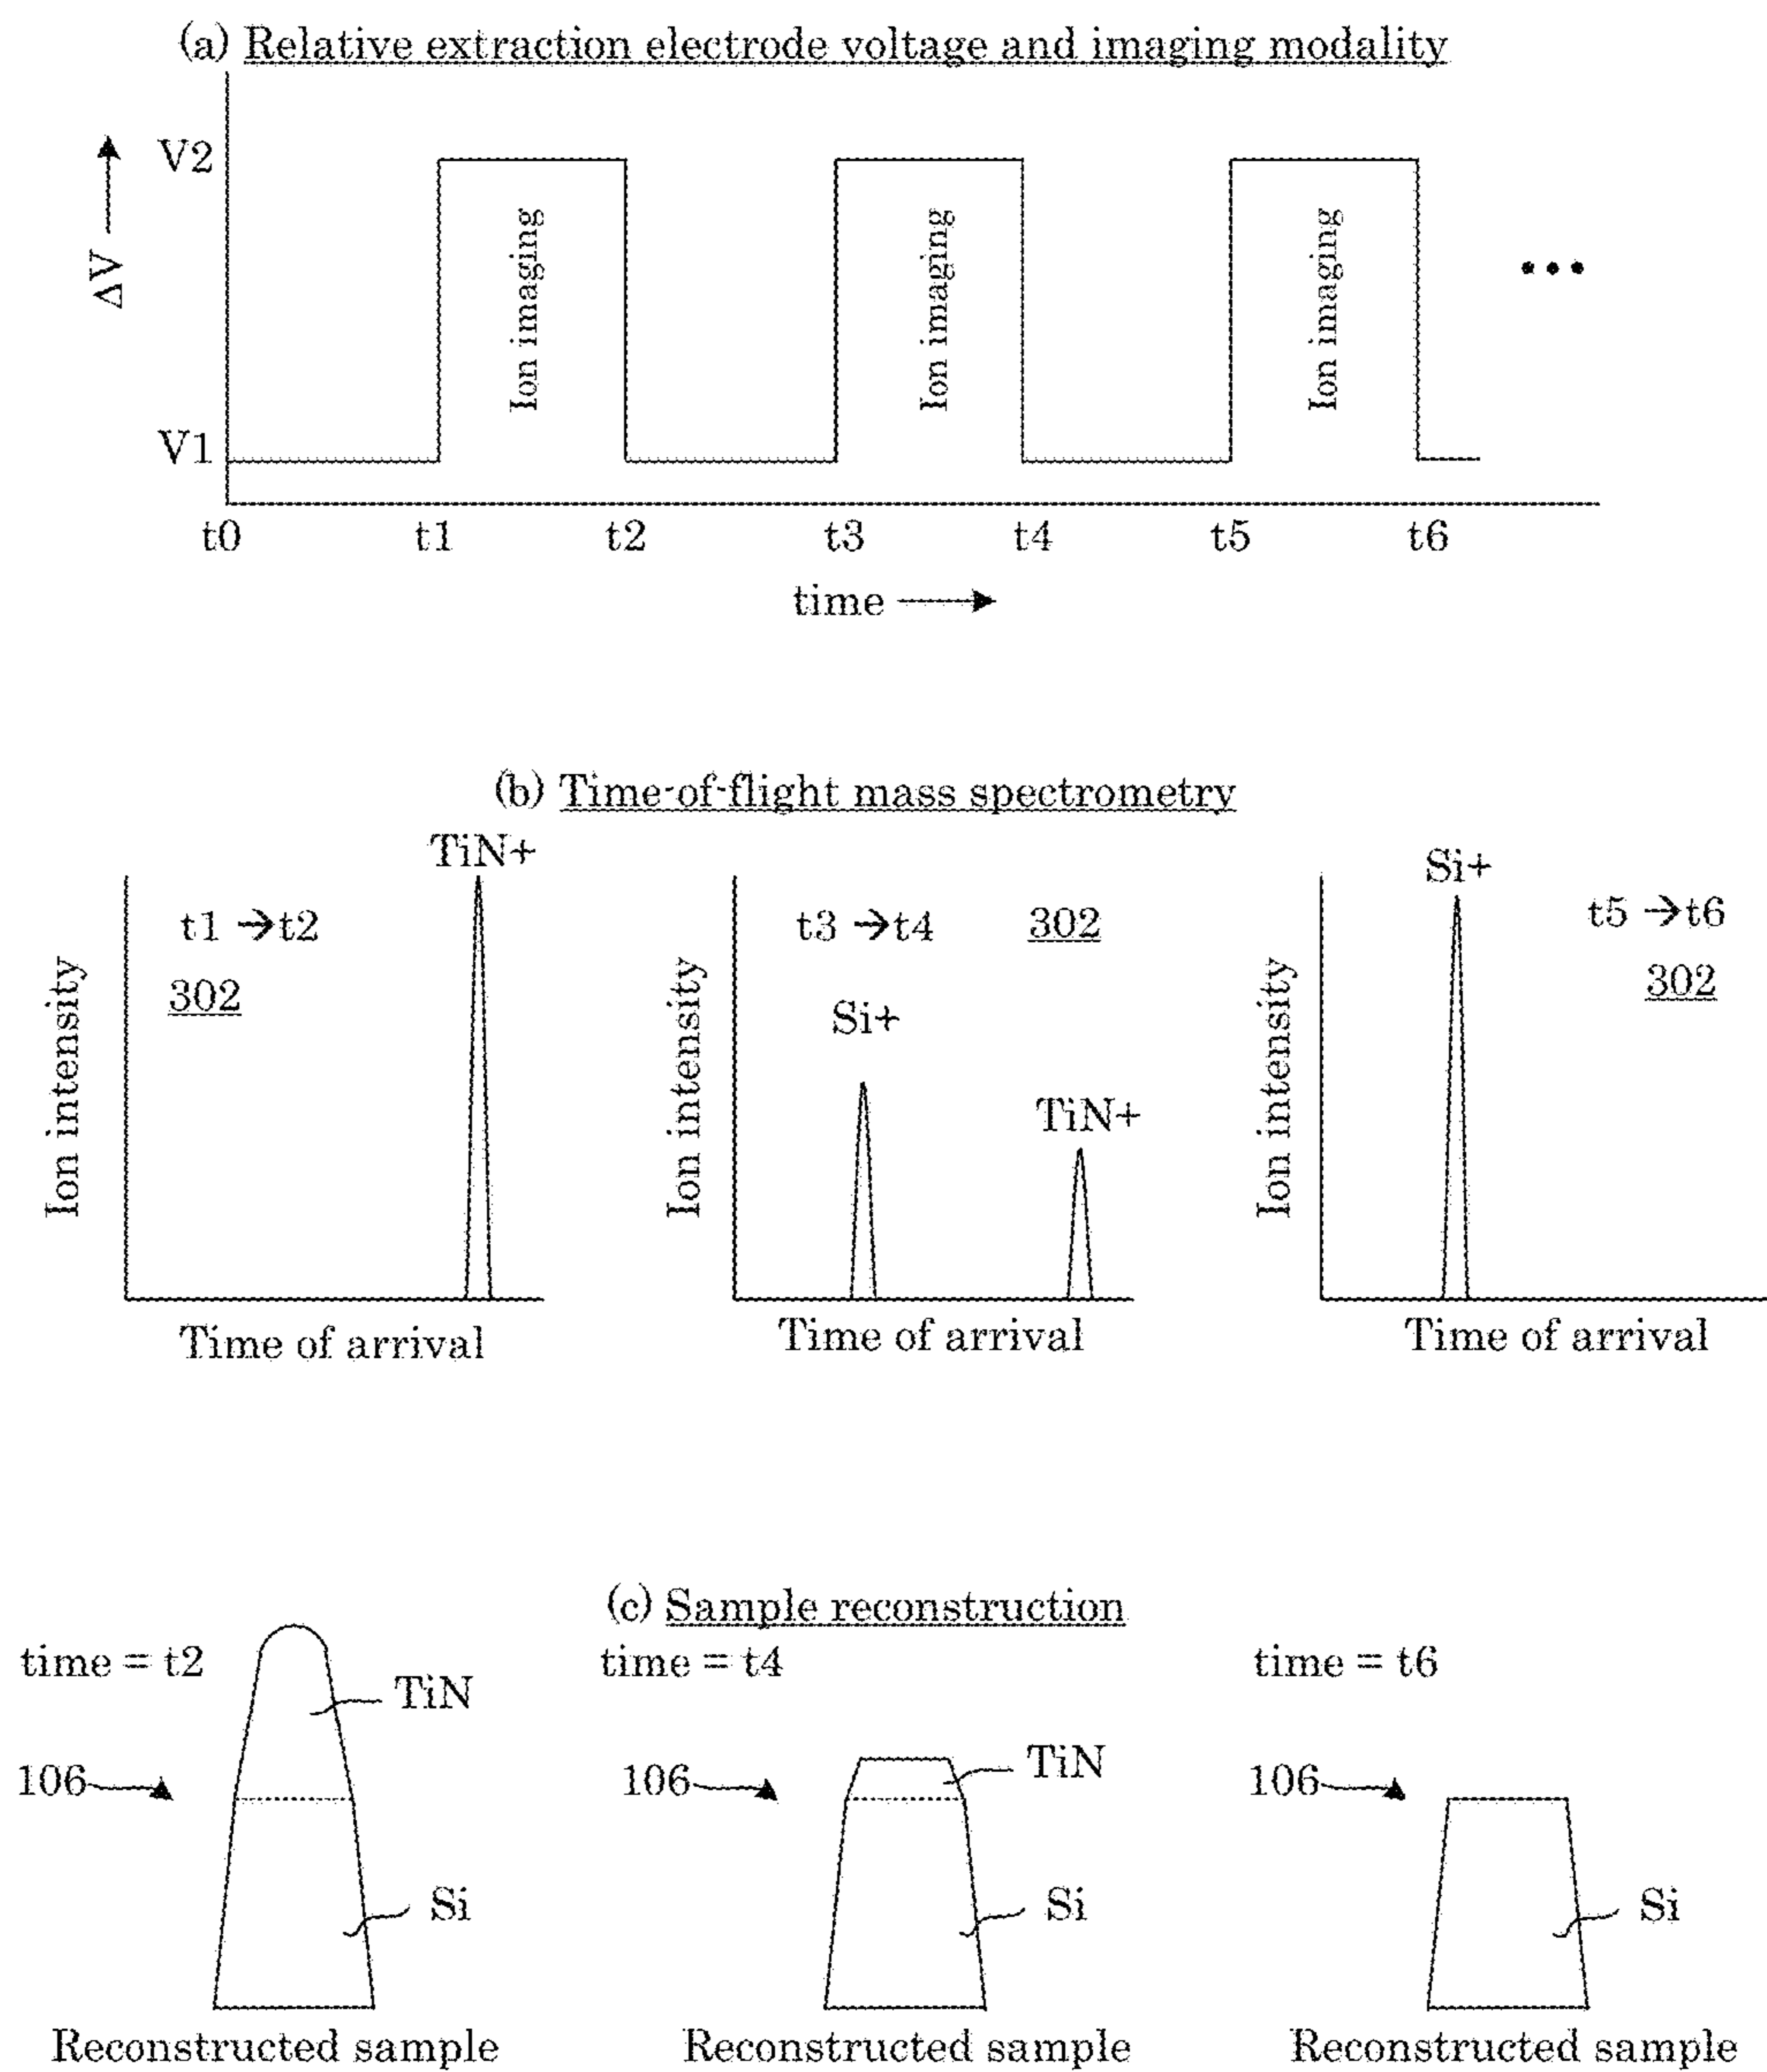 (a) Relative extraction electrode voltage and imaging modality
ΔV
V2
V1
Ion imaging
Ion imaging
Ion imaging
•••
t0 t1 t2 t3 t4 t5 t6
time
(b) Time-of-flight mass spectrometry
TiN+
t1 → t2
302
Ion intensity
Time of arrival
t3 → t4 302
Si+
TiN+
Ion intensity
Time of arrival
Si+
t5 → t6
302
Ion intensity
Time of arrival
(c) Sample reconstruction
time = t2
TiN
106
Si
Reconstructed sample
time = t4
TiN
106
Si
Reconstructed sample
time = t6
106
Si
Reconstructed sample